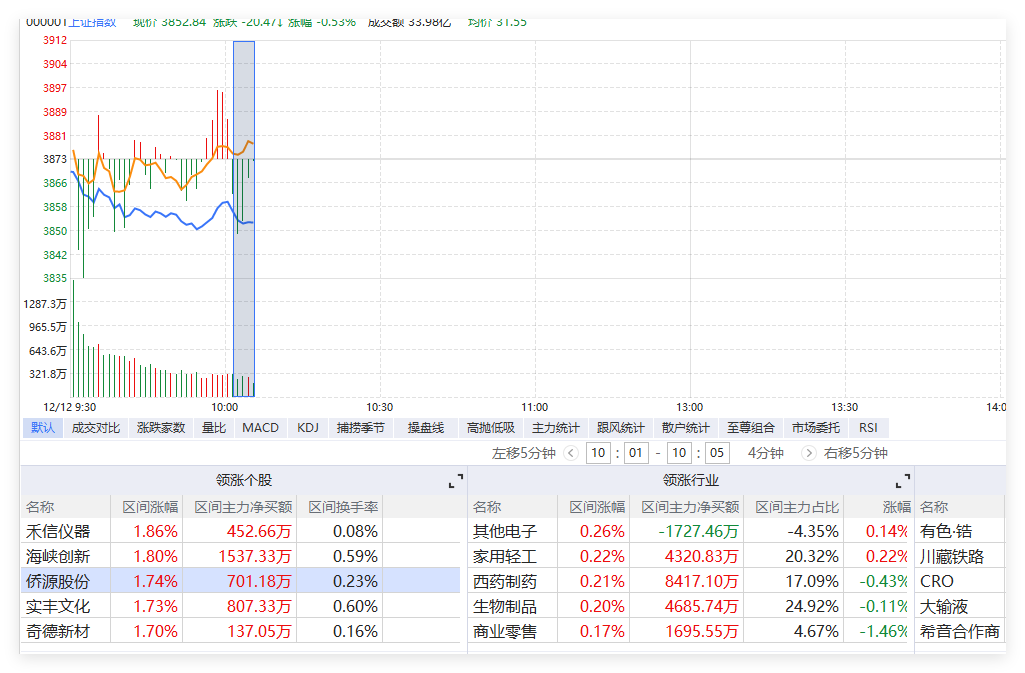 000001上证指数 现价 3852.84 涨跌 -20.47↓ 涨幅 -0.53% 成交额 33.98亿 均价 31.55
3912
3904
3897
3889
3881
3873
3866
3858
3850
3842
3835
1287.3万
965.5万
643.6万
321.8万
12/12 9:30 10:00 10:30 11:00 13:00 13:30 14:0
默认 成交对比 涨跌家数 量比 MACD KDJ 捕捞季节 操盘线 高抛低吸 主力统计 跟风统计 散户统计 至尊组合 市场委托 RSI
左移5分钟 10 : 01 - 10 : 05 4分钟 右移5分钟
领涨个股 领涨行业
名称 区间涨幅 区间主力净买额 区间换手率 名称 区间涨幅 区间主力净买额 区间主力占比 涨幅 名称
禾信仪器 1.86% 452.66万 0.08% 其他电子 0.26% -1727.46万 -4.35% 0.14% 有色·锆
海峡创新 1.80% 1537.33万 0.59% 家用轻工 0.22% 4320.83万 20.32% 0.22% 川藏铁路
侨源股份 1.74% 701.18万 0.23% 西药制药 0.21% 8417.10万 17.09% -0.43% CRO
实丰文化 1.73% 807.33万 0.60% 生物制品 0.20% 4685.74万 24.92% -0.11% 大输液
奇德新材 1.70% 137.05万 0.16% 商业零售 0.17% 1695.55万 4.67% -1.46% 希音合作商